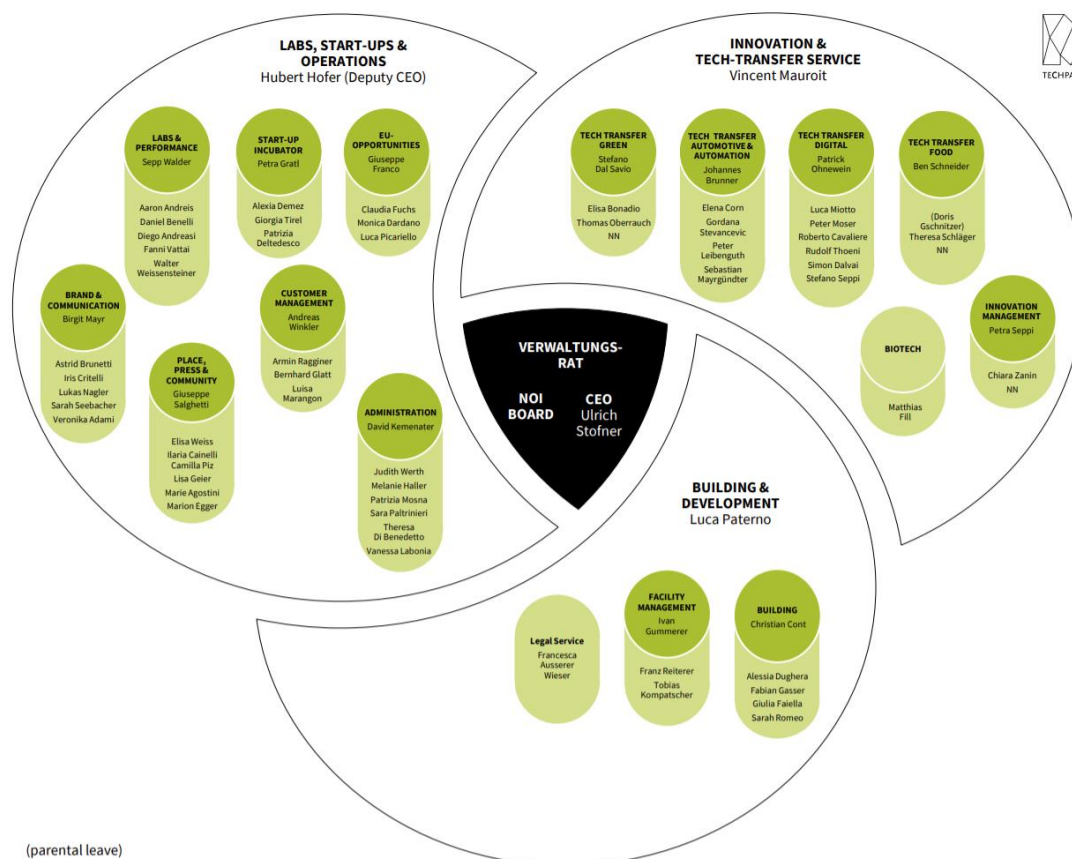 LABS, START-UPS &
OPERATIONS
Hubert Hofer (Deputy CEO)
LABS &
PERFORMANCE
Sepp Walder
Aaron Andreis
Daniel Benelli
Diego Andreasi
Fanni Vattai
Walter
Weissensteiner
START-UP
INCUBATOR
Petra Gratl
Alexia Demez
Giorgia Tirel
Patrizia
Deltedesco
EU-
OPPORTUNITIES
Giuseppe
Franco
Claudia Fuchs
Monica Dardano
Luca Picariello
BRAND &
COMMUNICATION
Birgit Mayr
Astrid Brunetti
Iris Critelli
Lukas Nagler
Sarah Seebacher
Veronika Adami
PLACE,
PRESS &
COMMUNITY
Giuseppe
Salghetti
Elisa Weiss
Ilaria Cainelli
Camilla Piz
Lisa Geier
Marie Agostini
Marion Egger
CUSTOMER
MANAGEMENT
Andreas
Winkler
Armin Ragginer
Bernhard Glatt
Luisa
Marangon
ADMINISTRATION
David Kemenater
Judith Werth
Melanie Haller
Patrizia Mosna
Sara Paltrinieri
Theresa
Di Benedetto
Vanessa Labonia
INNOVATION &
TECH-TRANSFER SERVICE
Vincent Mauroit
TECH TRANSFER
GREEN
Stefano
Dal Savio
Elisa Bonadio
Thomas Oberrauch
NN
TECH TRANSFER
AUTOMOTIVE &
AUTOMATION
Johannes
Brunner
Elena Corn
Gordana
Stevancevic
Peter
Leibenguth
Sebastian
Mayrgündter
TECH TRANSFER
DIGITAL
Patrick
Ohnewein
Luca Miotto
Peter Moser
Roberto Cavaliere
Rudolf Thoeni
Simon Dalvai
Stefano Seppi
TECH TRANSFER
FOOD
Ben Schneider
(Doris
Gschnitzer)
Theresa Schläger
NN
BIOTECH
Matthias
Fill
INNOVATION
MANAGEMENT
Petra Seppi
Chiara Zanin
NN
VERWALTUNGS-
RAT
NOI
BOARD
CEO
Ulrich
Stofner
BUILDING &
DEVELOPMENT
Luca Paterno
Legal Service
Francesca
Ausserer
Wieser
FACILITY
MANAGEMENT
Ivan
Gummerer
Franz Reiterer
Tobias
Kompatscher
BUILDING
Christian Cont
Alessia Dughera
Fabian Gasser
Giulia Faiella
Sarah Romeo
(parental leave)
TECHPA